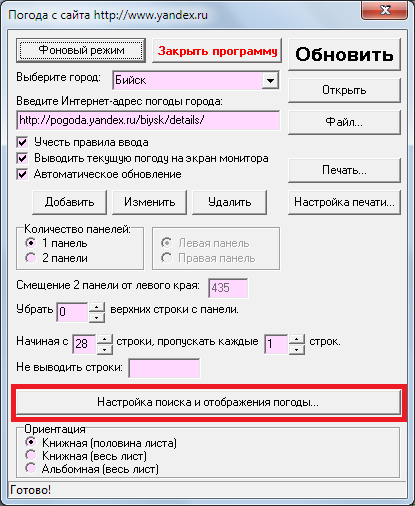 Погода с сайта http://www.yandex.ru
Фоновый режим
Закрыть программу
Обновить
Выберите город: Бийск
Открыть
Введите Интернет-адрес погоды города:
http://pogoda.yandex.ru/biysk/details/
Файл...
Учесть правила ввода
Выводить текущую погоду на экран монитора
Автоматическое обновление
Печать...
Добавить
Изменить
Удалить
Настройка печати...
Количество панелей:
1 панель
2 панели
Левая панель
Правая панель
Смещение 2 панели от левого края: 435
Убрать 0 верхних строки с панели.
Начиная с 28 строки, пропускать каждые 1 строк.
Не выводить строки:
Настройка поиска и отображения погоды...
Ориентация
Книжная (половина листа)
Книжная (весь лист)
Альбомная (весь лист)
Готово!